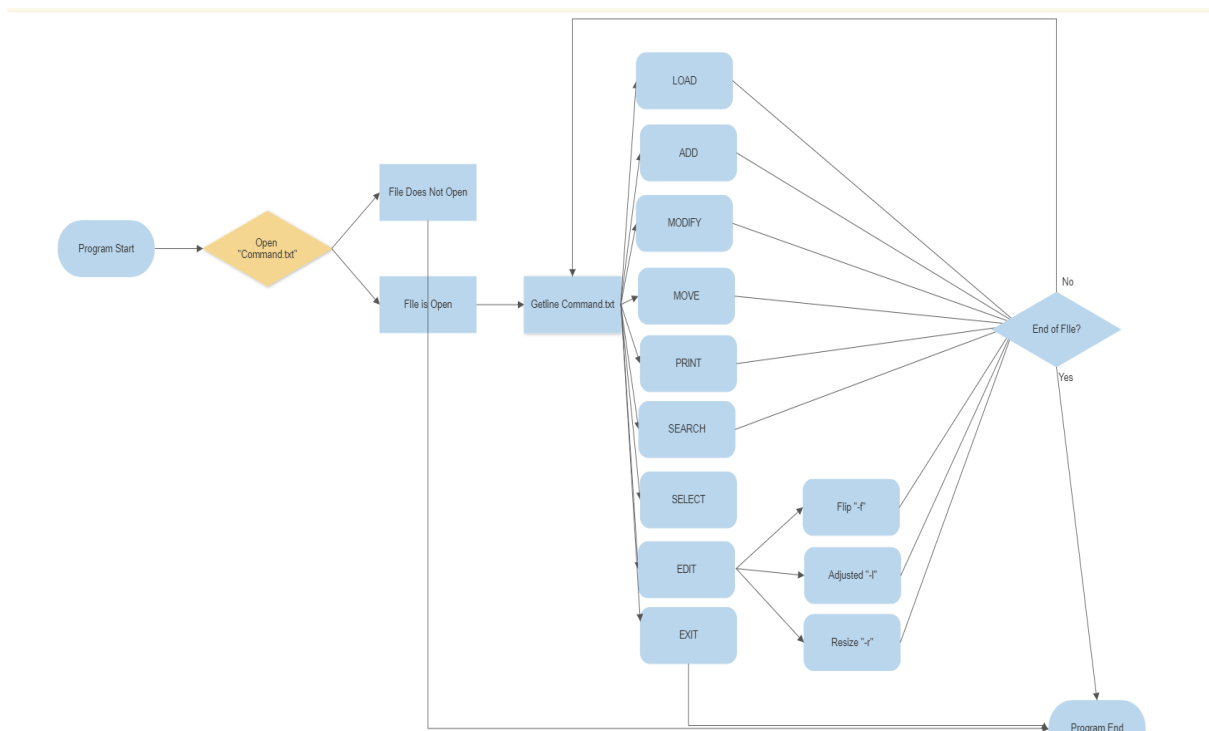 LOAD
ADD
File Does Not Open
MODIFY
Program Start
Open
"Command.txt"
No
FIle is Open
Getline Command.txt
MOVE
End of FIle?
PRINT
Yes
SEARCH
SELECT
Flip "-f"
EDIT
Adjusted "-l"
EXIT
Resize "-r"
Program End